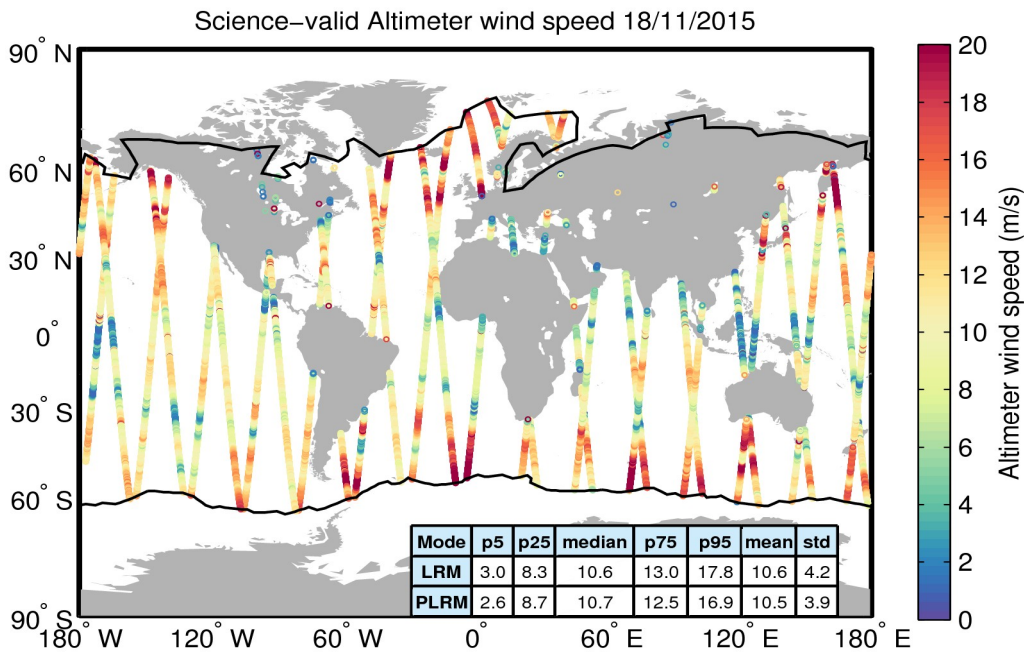 Science−valid Altimeter wind speed 18/11/2015
90° N
60° N
30° N
0°
30° S
60° S
90° S
180° W
120° W
60° W
0°
60° E
120° E
180° E
Mode p5 p25 median p75 p95 mean std
LRM 3.0 8.3 10.6 13.0 17.8 10.6 4.2
PLRM 2.6 8.7 10.7 12.5 16.9 10.5 3.9
20
18
16
14
12
10
8
6
4
2
0
Altimeter wind speed (m/s)